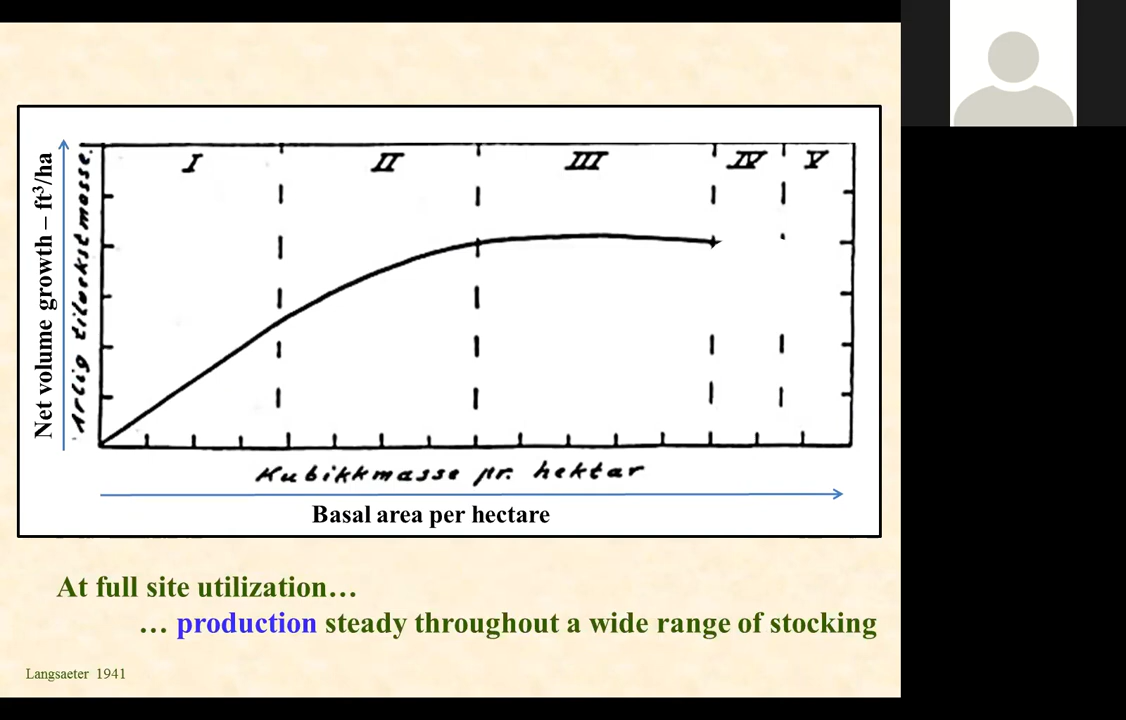 I II III IV V
Net volume growth – ft³/ha
Arlig tilvekstmasse.
Kubikkmasse pr. hektar
Basal area per hectare
At full site utilization…
… production steady throughout a wide range of stocking
Langsaeter 1941